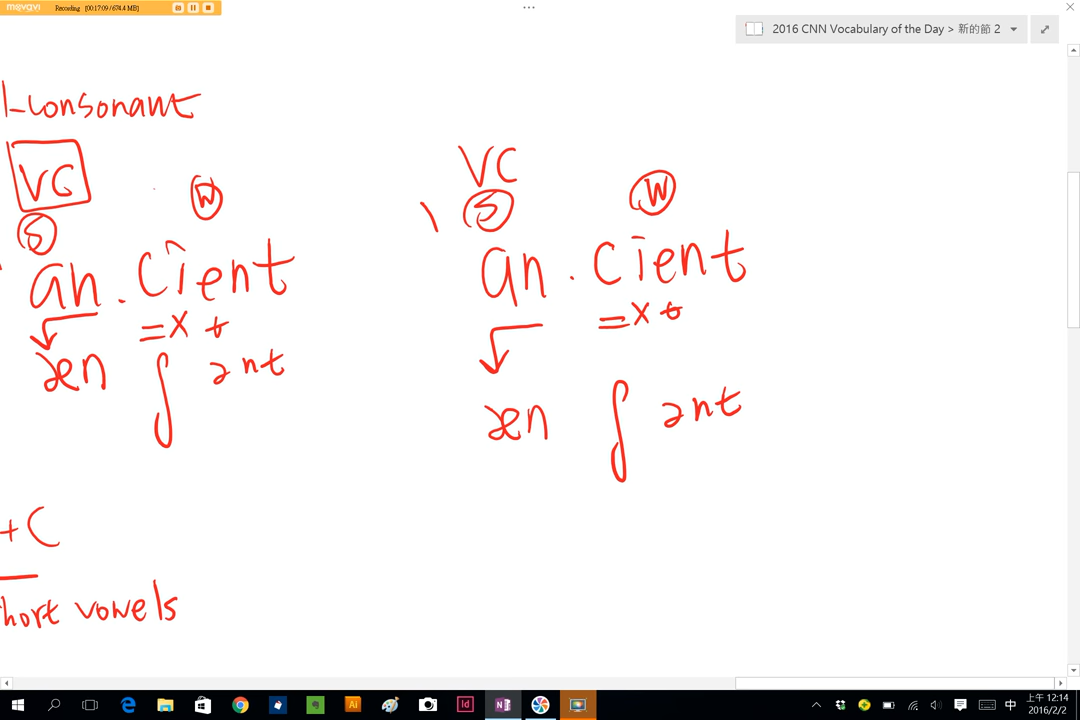 movavi Recording [00:17:09 / 674.4 MB]
2016 CNN Vocabulary of the Day > 新的節 2
l-consonant
VC
VC
S W
S W
an.cient
an.cient
=X +
=X +
æn ʃ ənt
æn ʃ ənt
+C
hort vowels
中
上午 12:14
2016/2/2